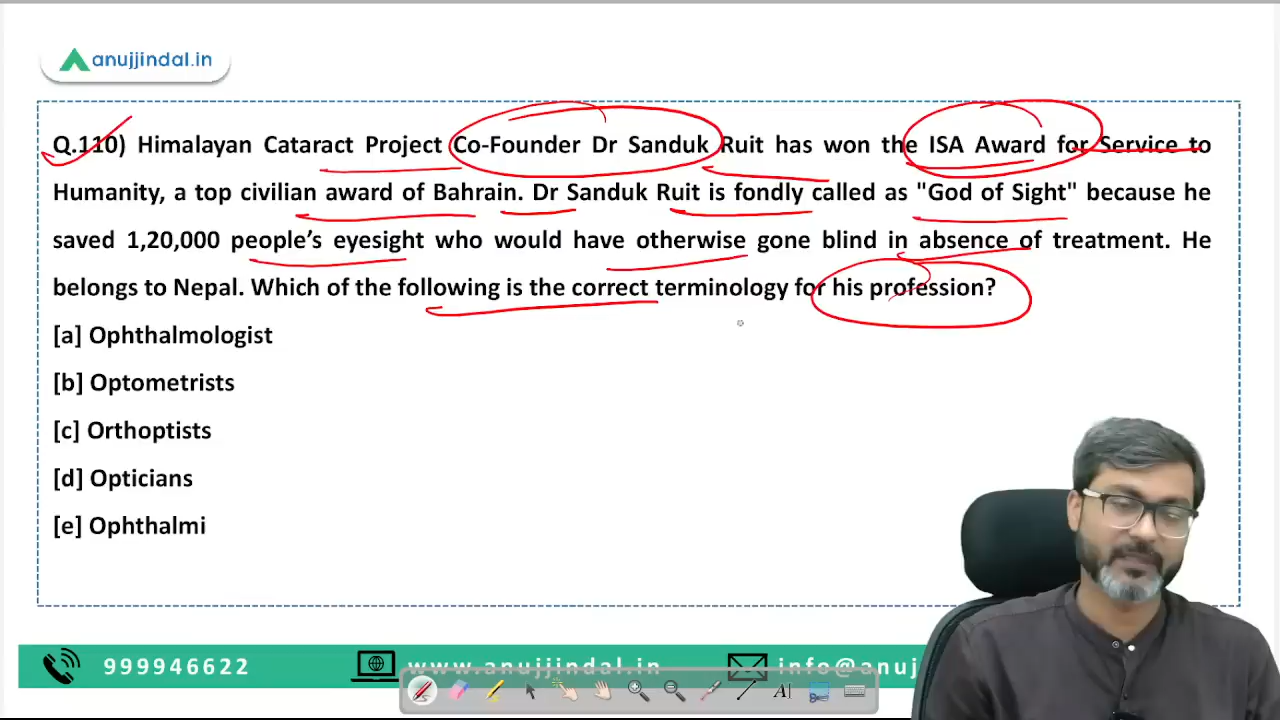 anujjindal.in
Q.110) Himalayan Cataract Project Co-Founder Dr Sanduk Ruit has won the ISA Award for Service to
Humanity, a top civilian award of Bahrain. Dr Sanduk Ruit is fondly called as "God of Sight" because he
saved 1,20,000 people's eyesight who would have otherwise gone blind in absence of treatment. He
belongs to Nepal. Which of the following is the correct terminology for his profession?
[a] Ophthalmologist
[b] Optometrists
[c] Orthoptists
[d] Opticians
[e] Ophthalmi
999946622
www.anujjindal.in
info@anuj
A